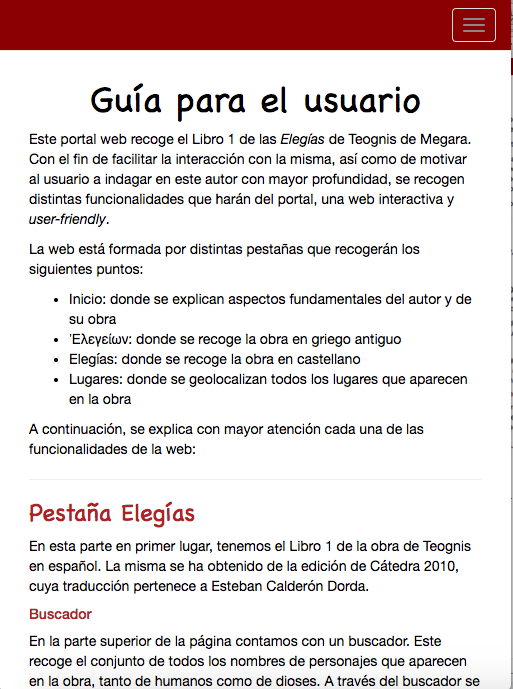 Guía para el usuario
Este portal web recoge el Libro 1 de las Elegías de Teognis de Megara.
Con el fin de facilitar la interacción con la misma, así como de motivar
al usuario a indagar en este autor con mayor profundidad, se recogen
distintas funcionalidades que harán del portal, una web interactiva y
user-friendly.
La web está formada por distintas pestañas que recogerán los
siguientes puntos:
• Inicio: donde se explican aspectos fundamentales del autor y de
su obra
• Ἐλεγείων: donde se recoge la obra en griego antiguo
• Elegías: donde se recoge la obra en castellano
• Lugares: donde se geolocalizan todos los lugares que aparecen
en la obra
A continuación, se explica con mayor atención cada una de las
funcionalidades de la web:
Pestaña Elegías
En esta parte en primer lugar, tenemos el Libro 1 de la obra de Teognis
en español. La misma se ha obtenido de la edición de Cátedra 2010,
cuya traducción pertenece a Esteban Calderón Dorda.
Buscador
En la parte superior de la página contamos con un buscador. Este
recoge el conjunto de todos los nombres de personajes que aparecen
en la obra, tanto de humanos como de dioses. A través del buscador se